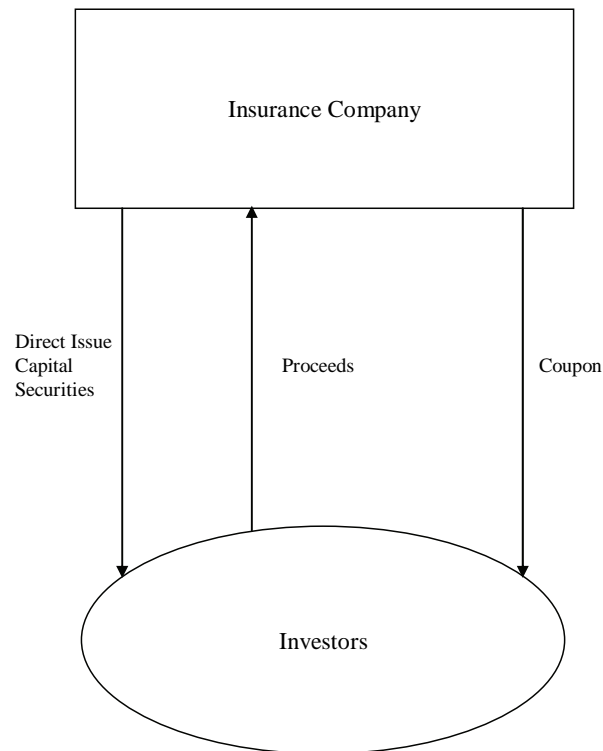 Insurance Company
Direct Issue
Capital
Securities
Proceeds
Coupon
Investors